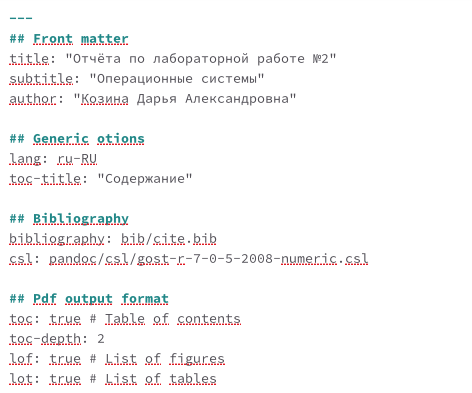 ---
## Front matter
title: "Отчёта по лабораторной работе №2"
subtitle: "Операционные системы"
author: "Козина Дарья Александровна"
## Generic otions
lang: ru-RU
toc-title: "Содержание"
## Bibliography
bibliography: bib/cite.bib
csl: pandoc/csl/gost-r-7-0-5-2008-numeric.csl
## Pdf output format
toc: true # Table of contents
toc-depth: 2
lof: true # List of figures
lot: true # List of tables